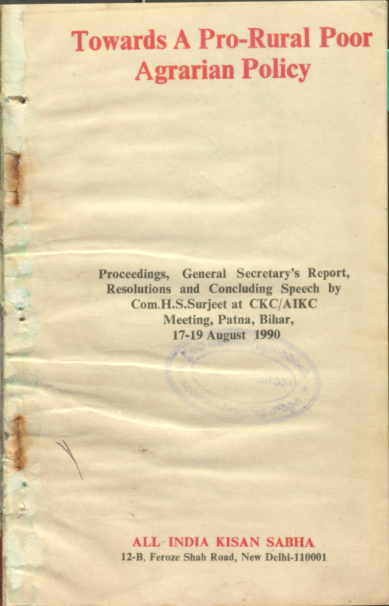 Towards A Pro-Rural Poor
Agrarian Policy
Proceedings, General Secretary's Report,
Resolutions and Concluding Speech by
Com.H.S.Surjeet at CKC/AIKC
Meeting, Patna, Bihar,
17-19 August 1990
ALL INDIA KISAN SABHA
12-B, Feroze Shah Road, New Delhi-110001